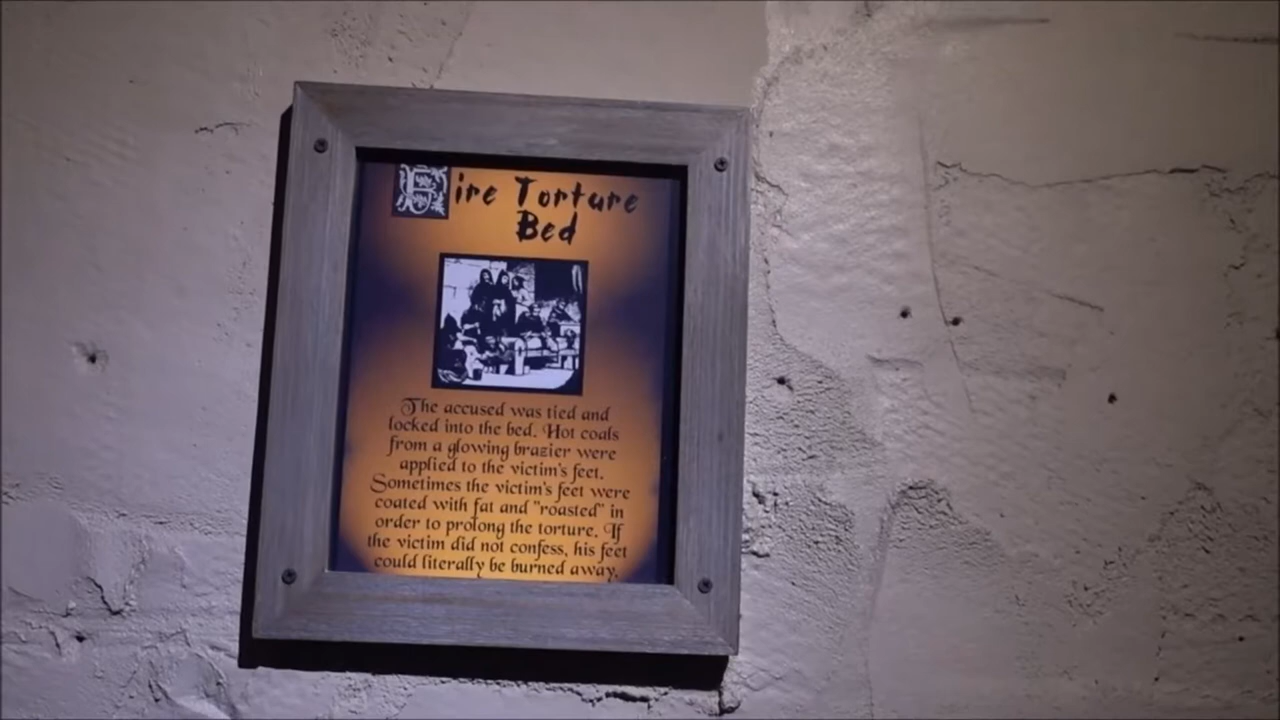 Fire Torture
Bed
The accused was tied and
locked into the bed. Hot coals
from a glowing brazier were
applied to the victim's feet.
Sometimes the victim's feet were
coated with fat and "roasted" in
order to prolong the torture. If
the victim did not confess, his feet
could literally be burned away.